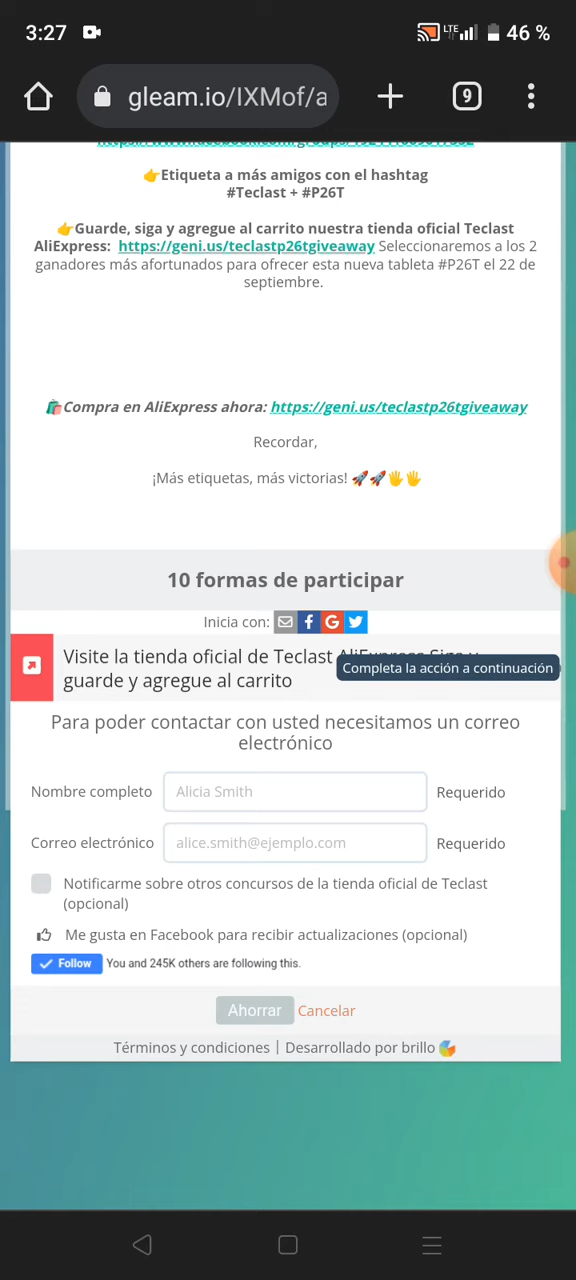 3:27
LTE
46 %
gleam.io/IXMof/a
9
👉Etiqueta a más amigos con el hashtag
#Teclast + #P26T
👉Guarde, siga y agregue al carrito nuestra tienda oficial Teclast
AliExpress: https://geni.us/teclastp26tgiveaway Seleccionaremos a los 2
ganadores más afortunados para ofrecer esta nueva tableta #P26T el 22 de
septiembre.
🛍️Compra en AliExpress ahora: https://geni.us/teclastp26tgiveaway
Recordar,
¡Más etiquetas, más victorias! 🚀🚀🖐️🖐️
10 formas de participar
Inicia con:
Visite la tienda oficial de Teclast AliExpress Siga y
Completa la acción a continuación
guarde y agregue al carrito
Para poder contactar con usted necesitamos un correo
electrónico
Nombre completo Alicia Smith Requerido
Correo electrónico alice.smith@ejemplo.com Requerido
Notificarme sobre otros concursos de la tienda oficial de Teclast
(opcional)
Me gusta en Facebook para recibir actualizaciones (opcional)
Follow You and 245K others are following this.
Ahorrar Cancelar
Términos y condiciones | Desarrollado por brillo